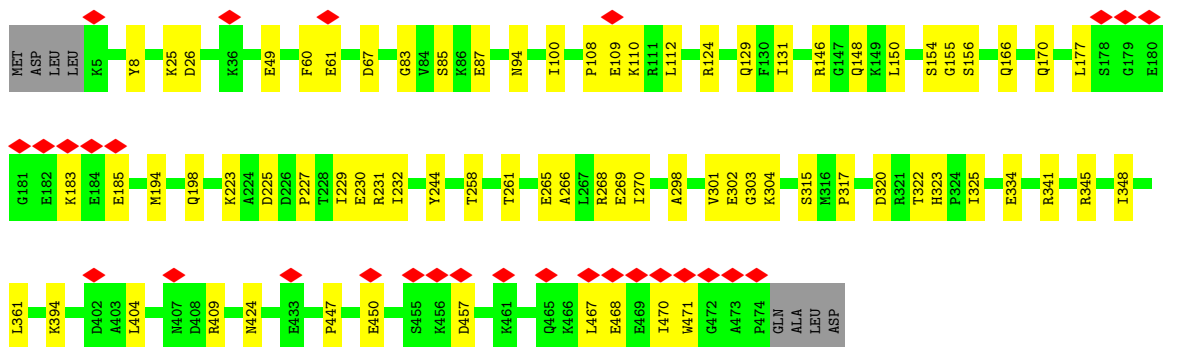 MET ASP LEU LEU K5 Y8 K25 D26 K36 E49 F60 E61 D67 G83 V84 S85 K86 E87 N94 I100 P108 E109 K110 R111 L112 R124 Q129 F130 I131 R146 G147 Q148 K149 L150 S154 G155 S156 Q166 Q170 L177 S178 G179 E180
G181 E182 K183 E184 E185 M194 Q198 K223 A224 D225 D226 P227 T228 I229 E230 R231 I232 Y244 T258 T261 E265 A266 L267 R268 E269 I270 A298 V301 E302 G303 K304 S315 M316 P317 D320 R321 T322 H323 P324 I325 E334 R341 R345 I348
L361 K394 D402 A403 L404 N407 D408 R409 N424 E433 P447 E450 S455 K456 D457 K461 Q465 K466 L467 E468 E469 I470 W471 G472 A473 P474 GLN ALA LEU ASP